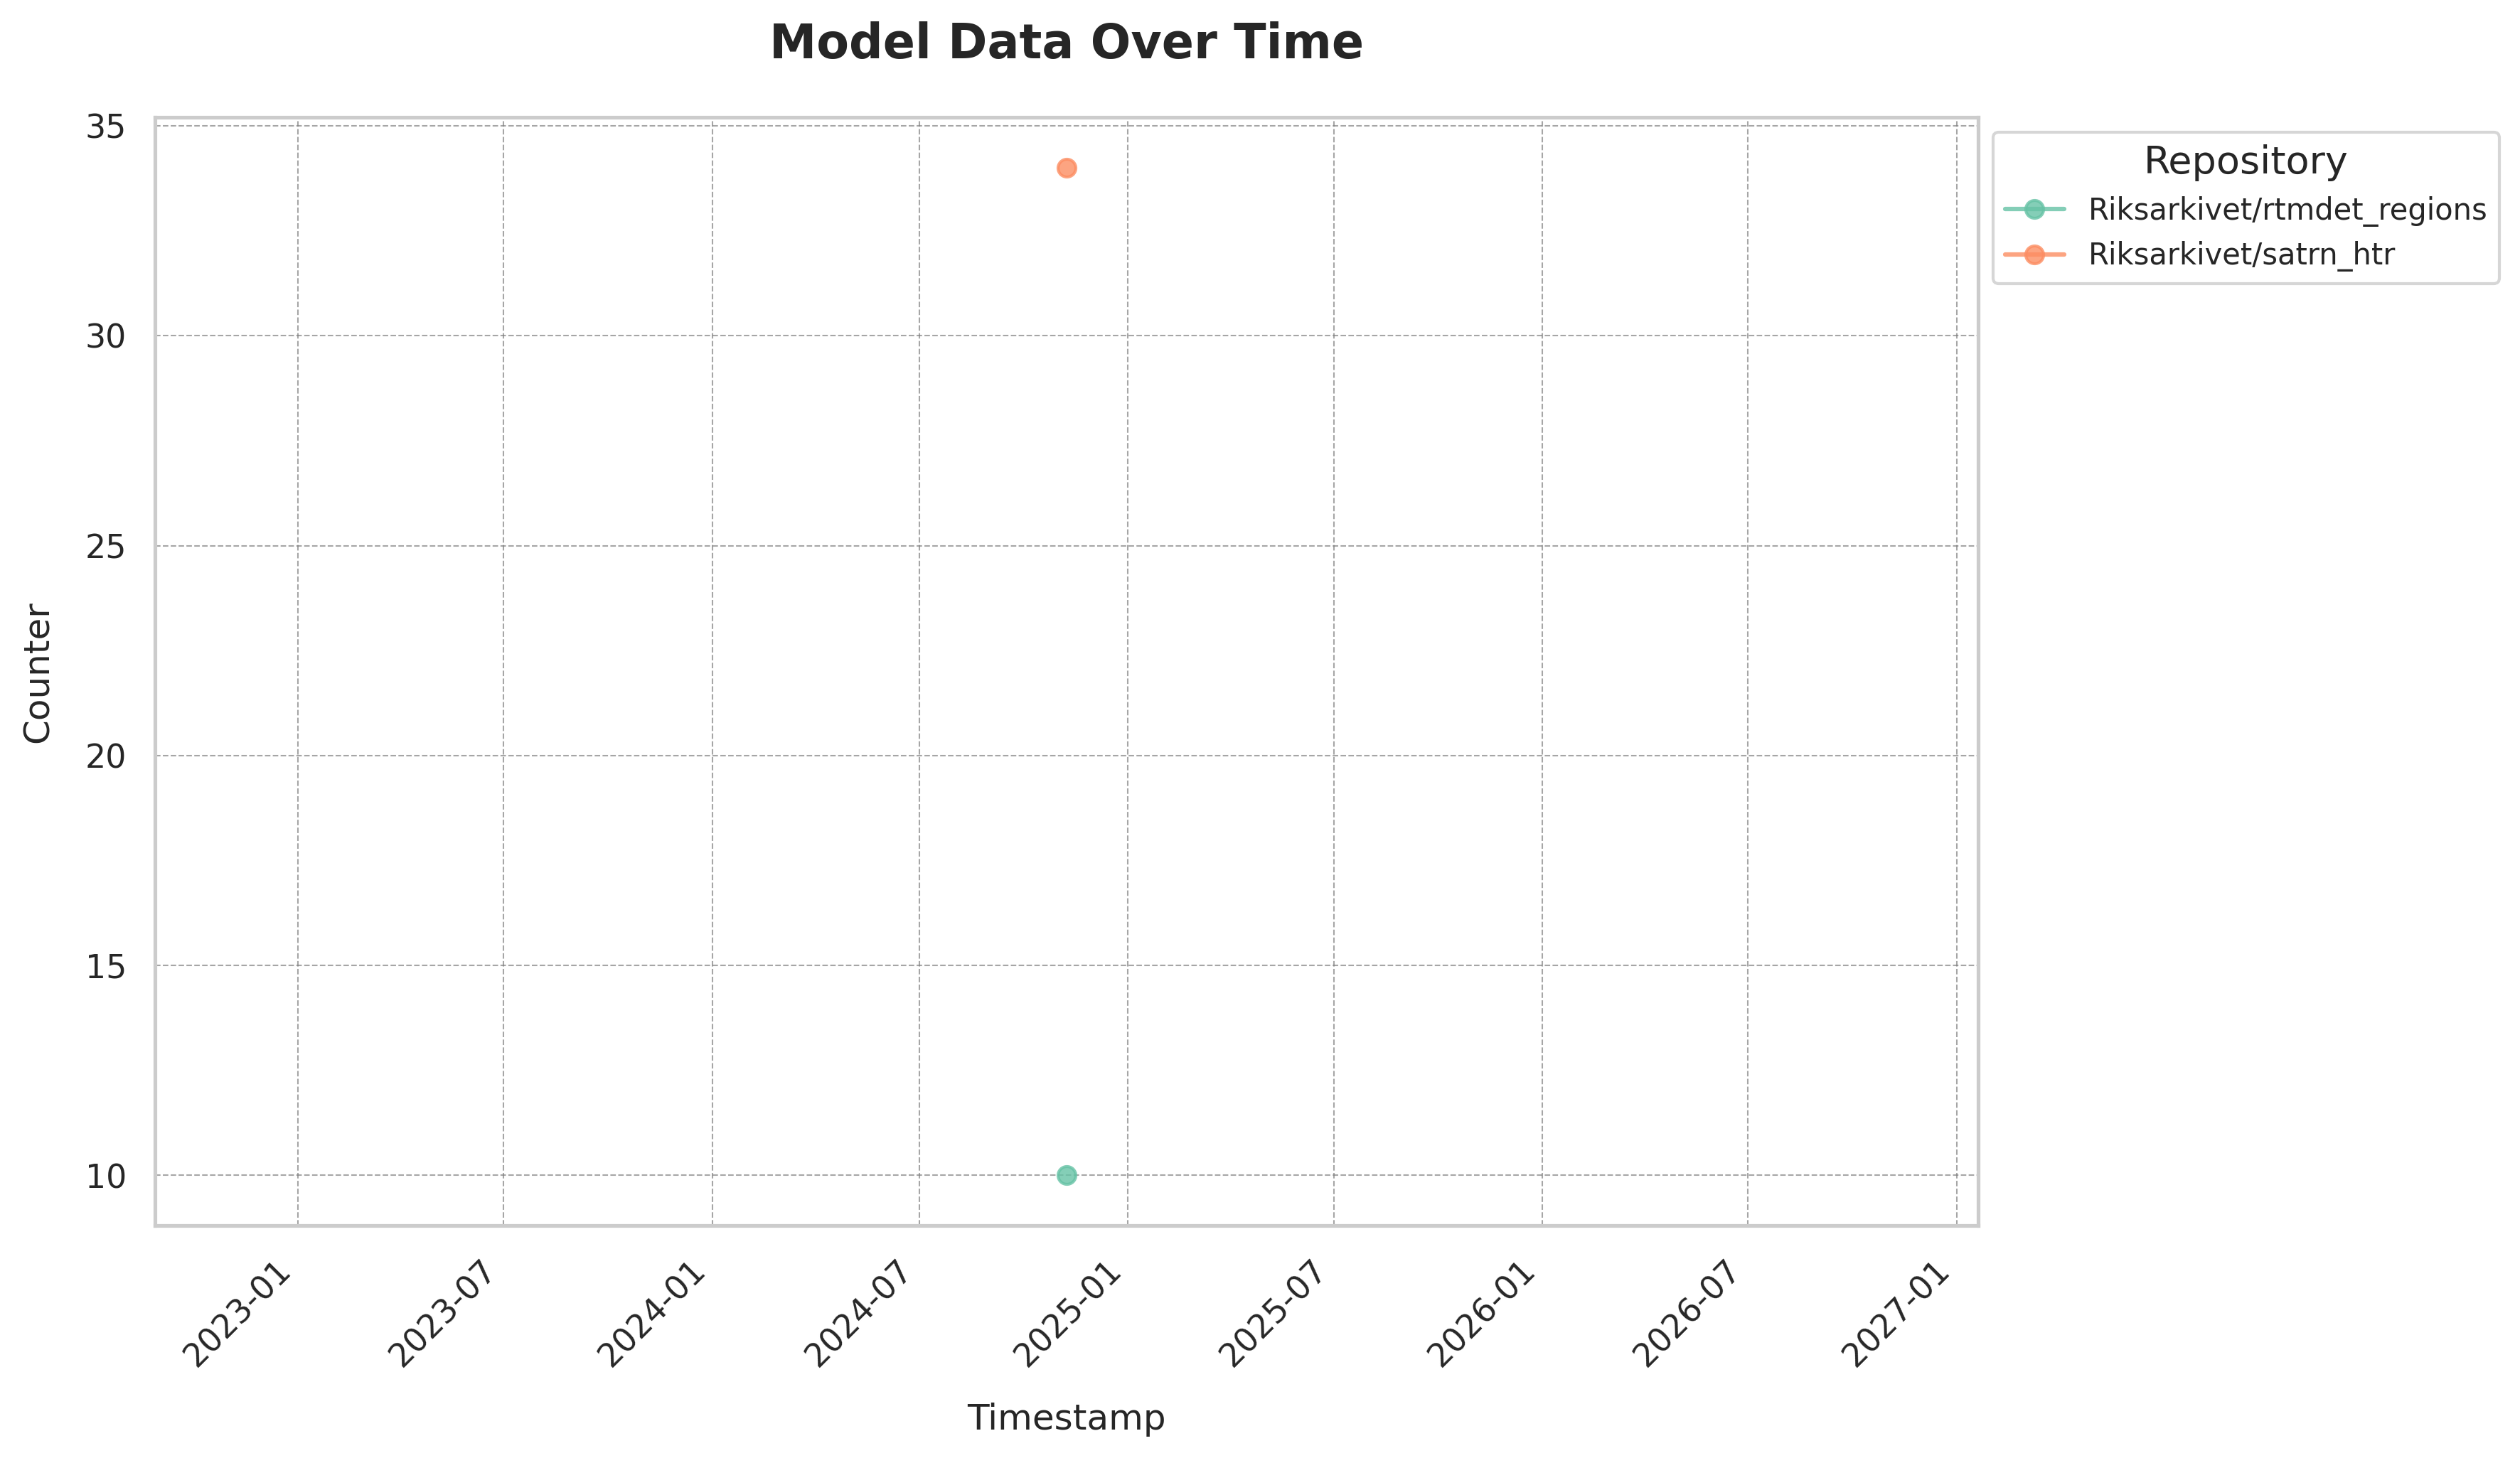 Model Data Over Time
35
30
25
20
15
10
Counter
2023-01
2023-07
2024-01
2024-07
2025-01
2025-07
2026-01
2026-07
2027-01
Timestamp
Repository
Riksarkivet/rtmdet_regions
Riksarkivet/satrn_htr